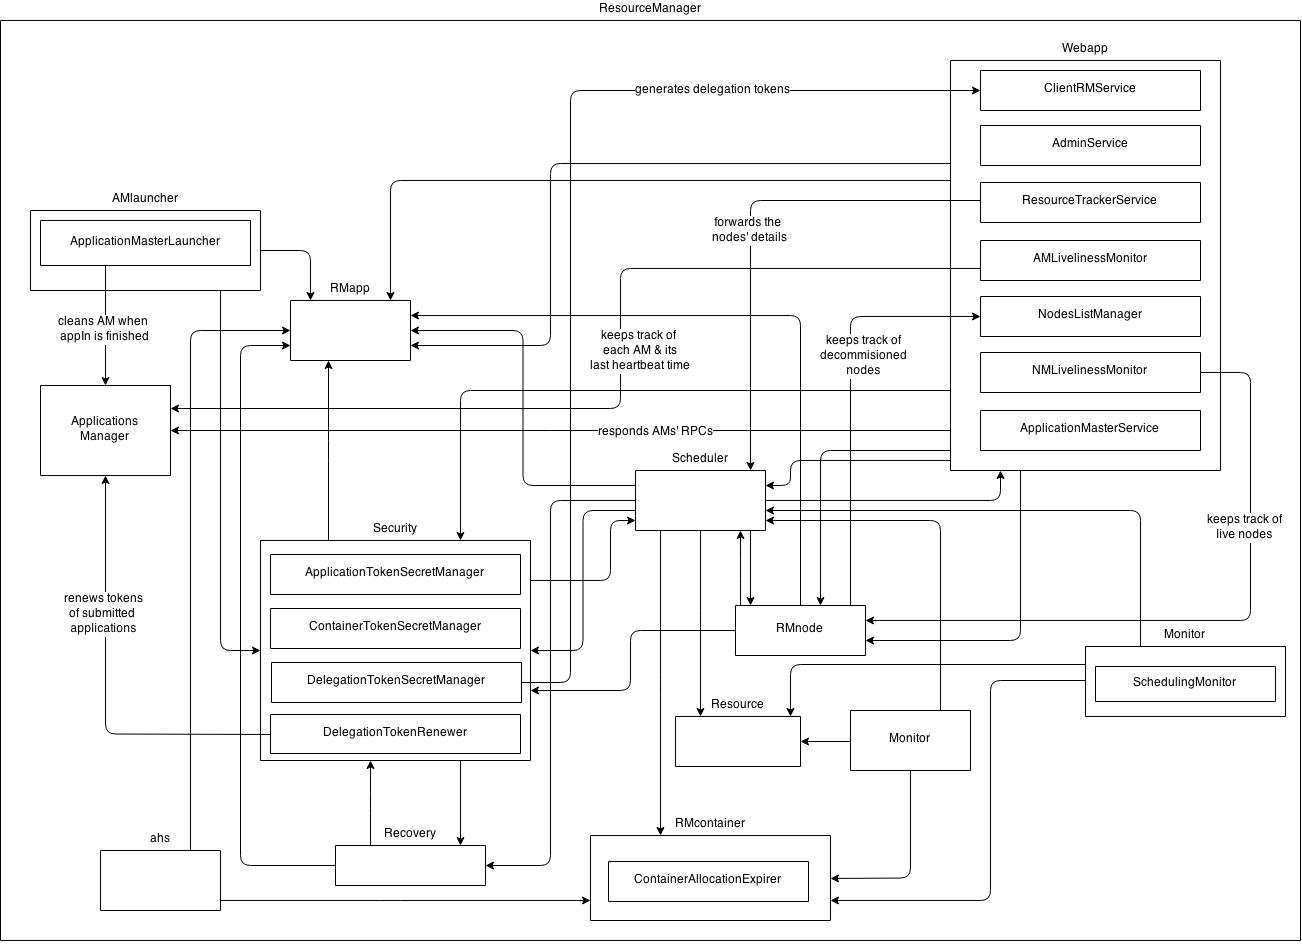 ResourceManager
Webapp
ClientRMService
generates delegation tokens
AdminService
AMlauncher
ResourceTrackerService
forwards the
nodes' details
ApplicationMasterLauncher
AMLivelinessMonitor
RMapp
NodesListManager
cleans AM when
appln is finished
keeps track of
each AM & its
last heartbeat time
keeps track of
decommisioned
nodes
NMLivelinessMonitor
Applications
Manager
ApplicationMasterService
responds AMs' RPCs
Scheduler
Security
keeps track of
live nodes
ApplicationTokenSecretManager
renews tokens
of submitted
applications
ContainerTokenSecretManager
RMnode
Monitor
DelegationTokenSecretManager
SchedulingMonitor
Resource
DelegationTokenRenewer
Monitor
RMcontainer
Recovery
ahs
ContainerAllocationExpirer